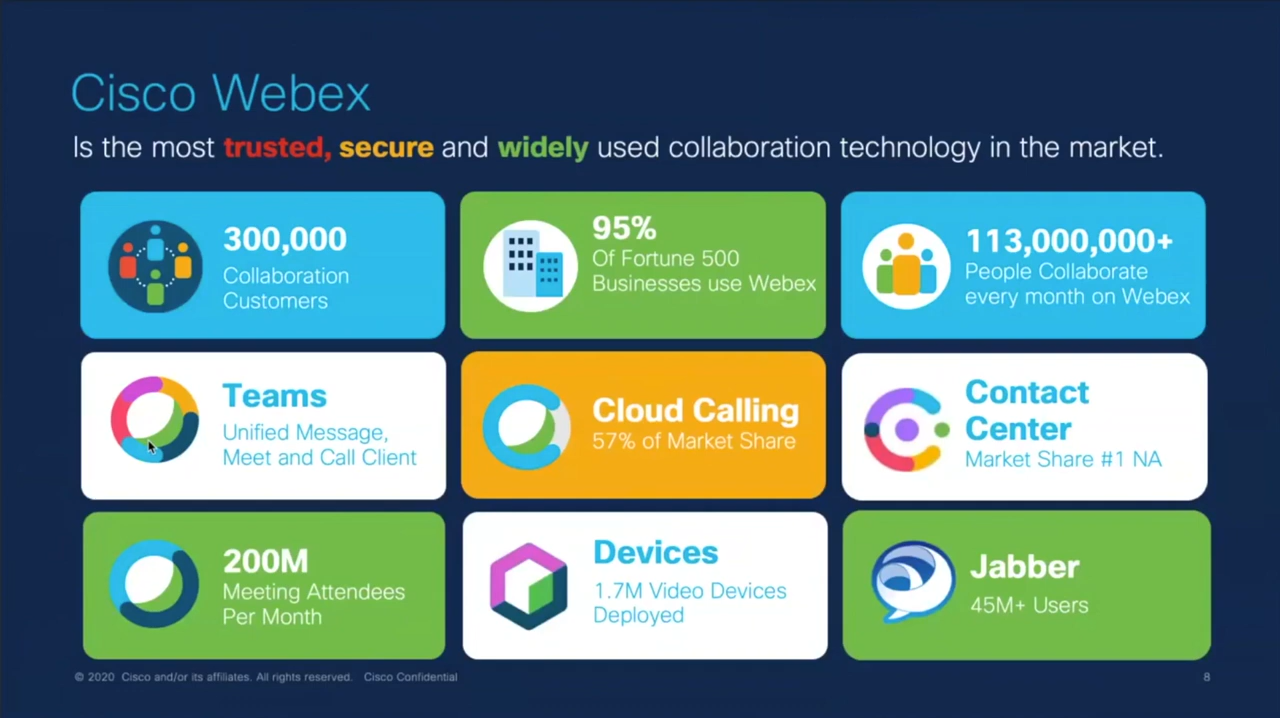 Cisco Webex
Is the most trusted, secure and widely used collaboration technology in the market.
300,000
Collaboration
Customers
95%
Of Fortune 500
Businesses use Webex
113,000,000+
People Collaborate
every month on Webex
Teams
Unified Message,
Meet and Call Client
Cloud Calling
57% of Market Share
Contact
Center
Market Share #1 NA
200M
Meeting Attendees
Per Month
Devices
1.7M Video Devices
Deployed
Jabber
45M+ Users
© 2020 Cisco and/or its affiliates. All rights reserved. Cisco Confidential
8